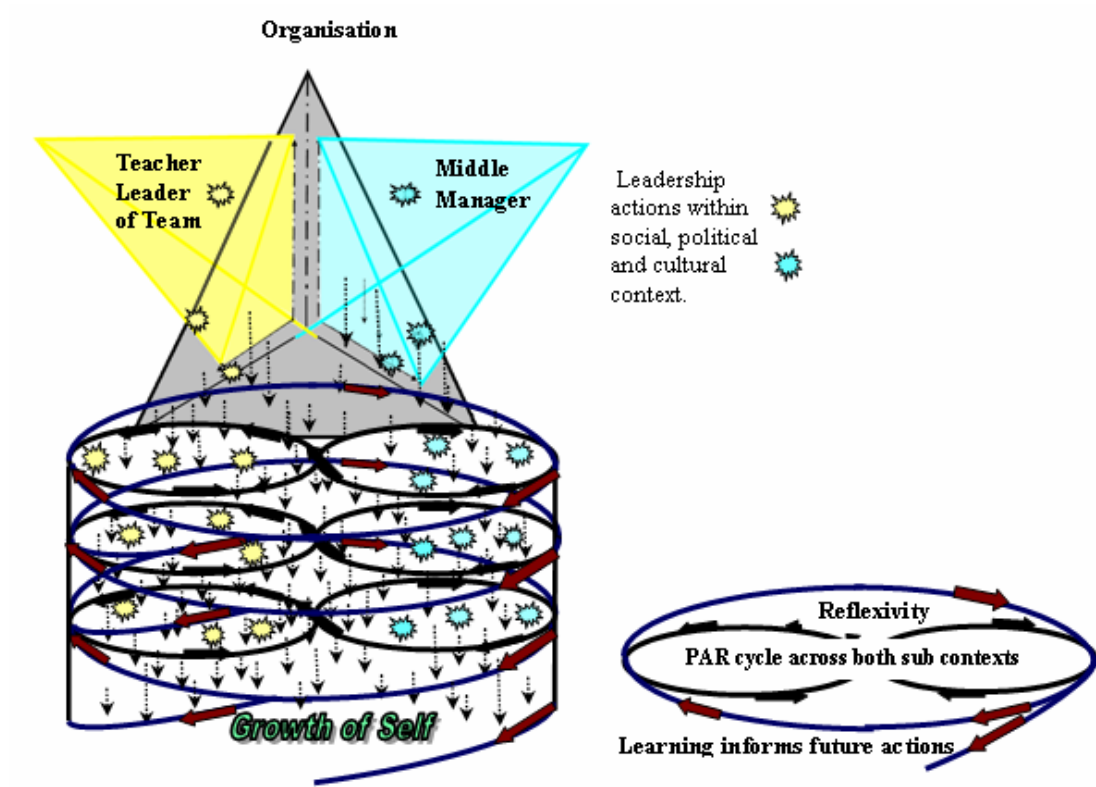 Organisation
Teacher
Leader
of Team
Middle
Manager
Leadership
actions within
social, political
and cultural
context.
Growth of Self
Reflexivity
PAR cycle across both sub contexts
Learning informs future actions